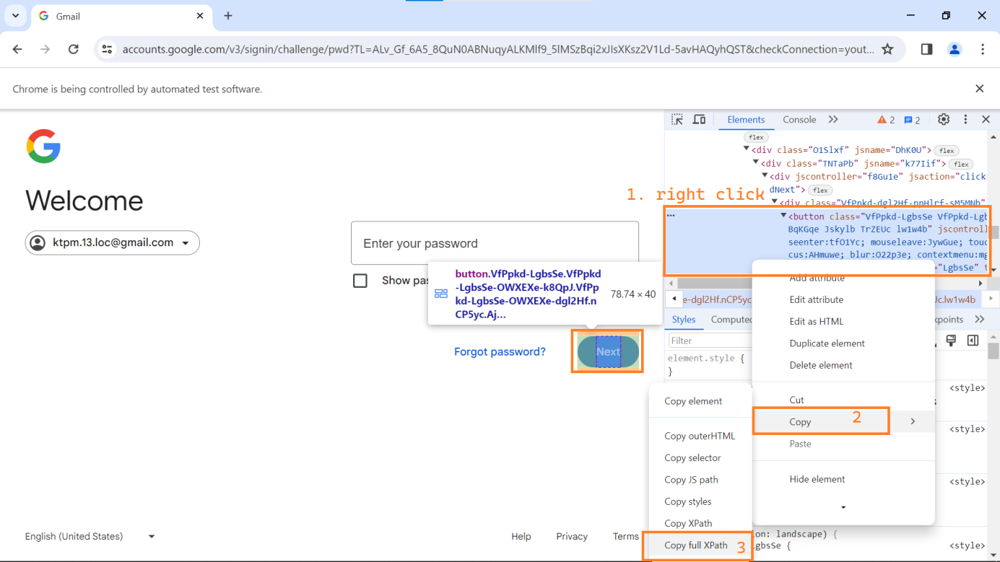 Gmail
accounts.google.com/v3/signin/challenge/pwd?TL=ALv_Gf_6A5_8QuN0ABNuqyALKMlf9_5lMSzBqi2xJIsXKsz2V1Ld-5avHAQyhQST&checkConnection=yout...
Chrome is being controlled by automated test software.
Elements Console 2 2
flex
<div class="O1Slxf" jsname="DhK0U"> flex
<div class="TNTaPb" jsname="k77Iif"> flex
<div jscontroller="f8Gu1e" jsaction="click
dNext"> flex
1. right click
<div class="VfPpkd-dgl2Hf-ppHlrf-sM5MNb"
<button class="VfPpkd-LgbsSe VfPpkd-Lgb
BqKGqe Jskylb TrZEUc lw1w4b" jscontroll
seenter:tfO1Yc; mouseleave:JywGue; touc
cus:AHmuwe; blur:O22p3e; contextmenu:mg
="LgbsSe" t
Welcome
ktpm.13.loc@gmail.com
Enter your password
Show pas
button.VfPpkd-LgbsSe.VfPpkd
-LgbsSe-OWXEXe-k8QpJ.VfPp
kd-LgbsSe-OWXEXe-dgl2Hf.n
CP5yc.Aj...
78.74 × 40
Forgot password?
Next
e-dgl2Hf.nCP5yc
Jc.lw1w4b
Styles Computed kpoints
Filter
element.style {
}
<style>
<style>
<style>
Add attribute
Edit attribute
Edit as HTML
Duplicate element
Delete element
Cut
Copy 2
Paste
Hide element
Copy element
Copy outerHTML
Copy selector
Copy JS path
Copy styles
Copy XPath
Copy full XPath 3
ion: landscape) {
gbsSe {
<style>
English (United States)
Help Privacy Terms